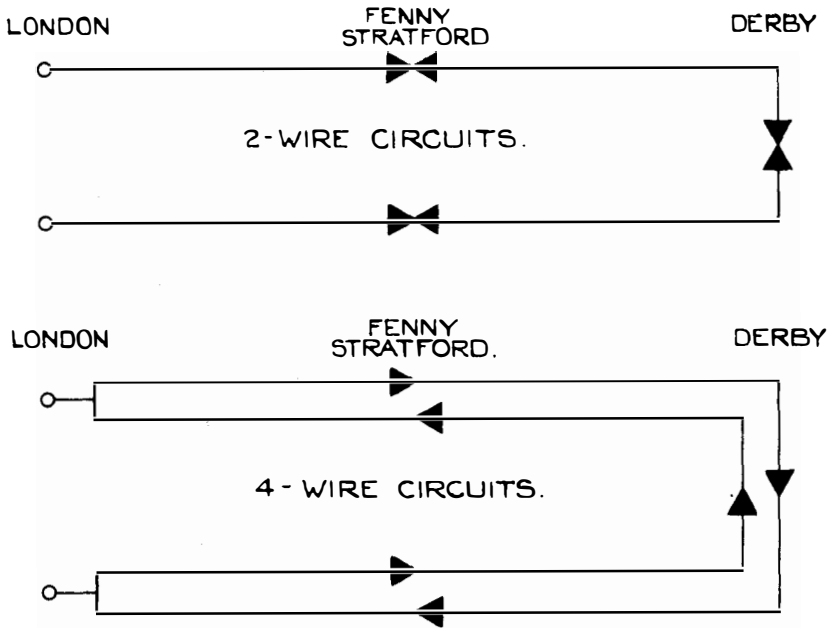 LONDON
FENNY
STRATFORD
DERBY
2-WIRE CIRCUITS.
LONDON
FENNY
STRATFORD.
DERBY
4 - WIRE CIRCUITS.